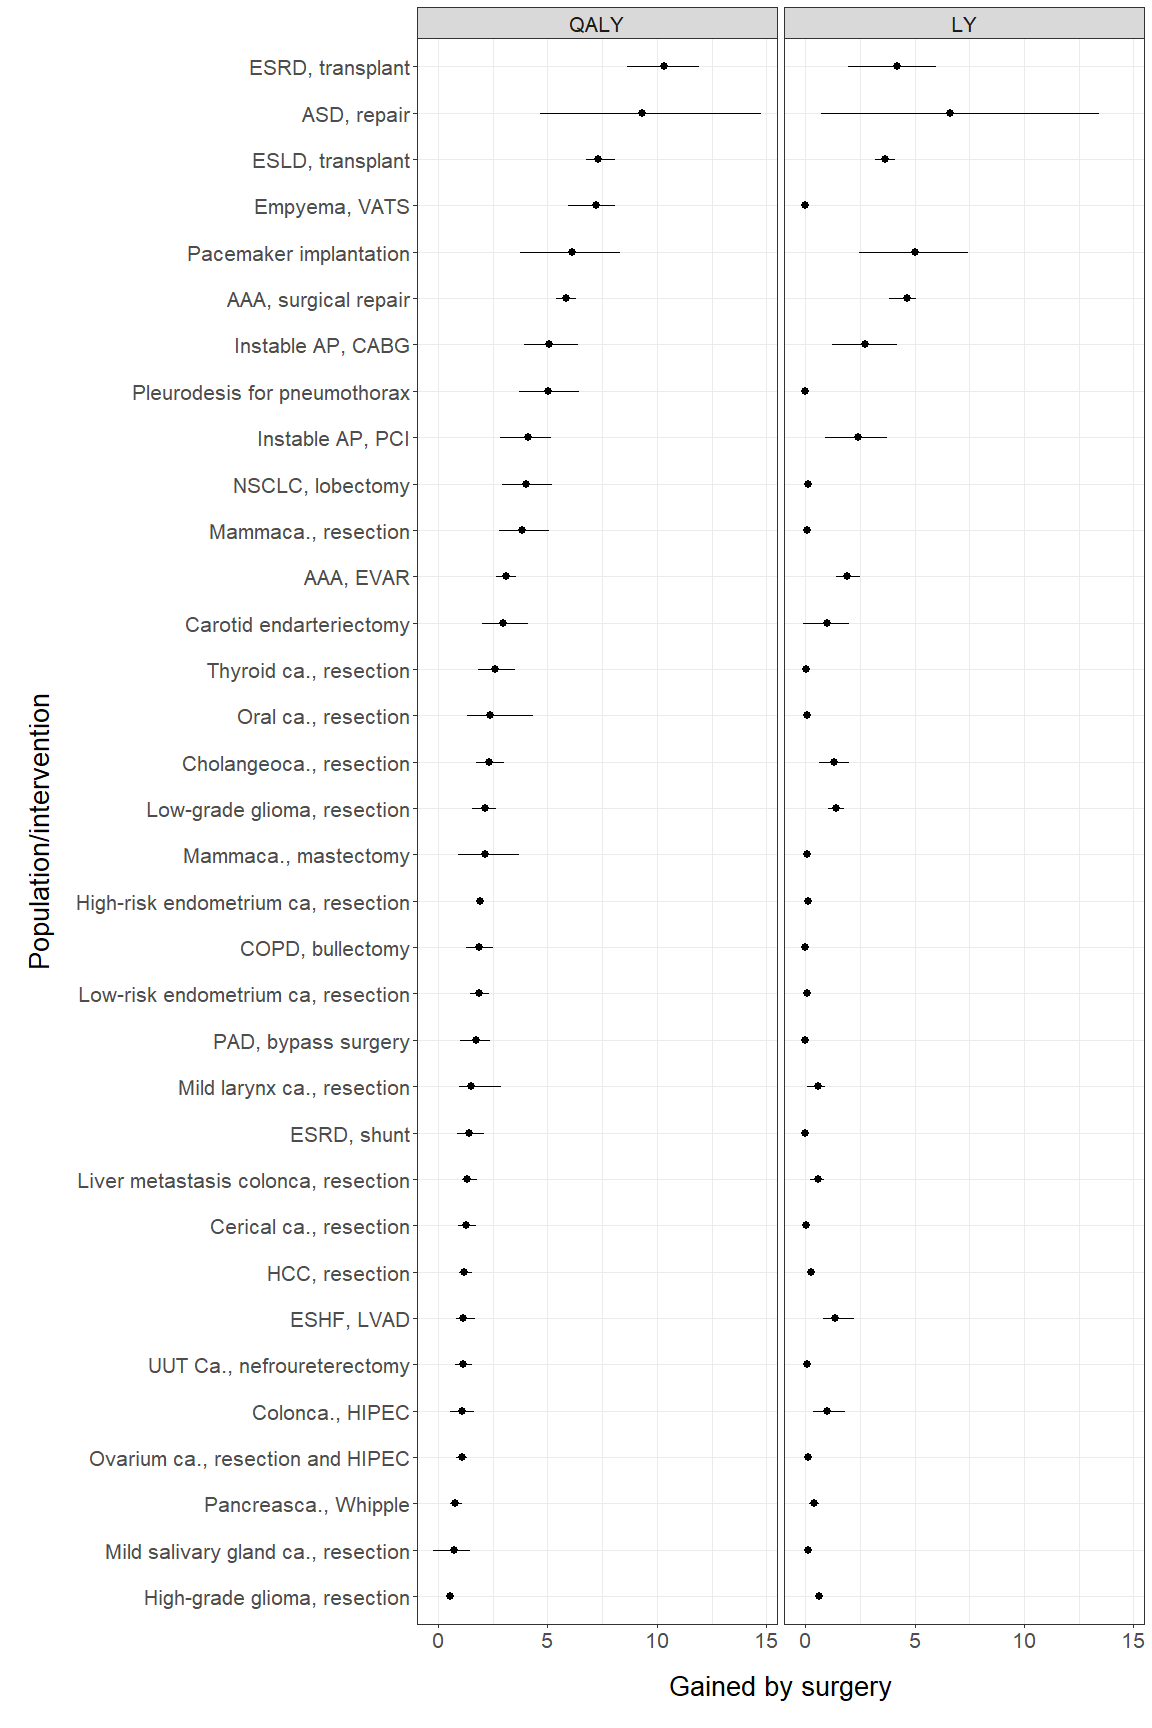 QALY LY
ESRD, transplant
ASD, repair
ESLD, transplant
Empyema, VATS
Pacemaker implantation
AAA, surgical repair
Instable AP, CABG
Pleurodesis for pneumothorax
Instable AP, PCI
NSCLC, lobectomy
Mammaca., resection
AAA, EVAR
Carotid endarteriectomy
Thyroid ca., resection
Oral ca., resection
Cholangeoca., resection
Low-grade glioma, resection
Mammaca., mastectomy
High-risk endometrium ca, resection
COPD, bullectomy
Low-risk endometrium ca, resection
PAD, bypass surgery
Mild larynx ca., resection
ESRD, shunt
Liver metastasis colonca, resection
Cerical ca., resection
HCC, resection
ESHF, LVAD
UUT Ca., nefroureterectomy
Colonca., HIPEC
Ovarium ca., resection and HIPEC
Pancreasca., Whipple
Mild salivary gland ca., resection
High-grade glioma, resection
Population/intervention
0 5 10 15 0 5 10 15
Gained by surgery